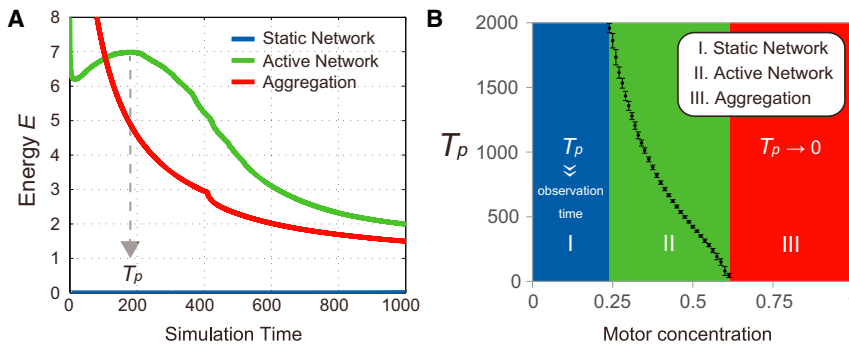 A
Energy E
8
7
6
5
4
3
2
1
0
Static Network
Active Network
Aggregation
Tp
0
200
400
600
800
1000
Simulation Time
B
Tp
2000
1500
1000
500
0
I. Static Network
II. Active Network
III. Aggregation
Tp
≫
observation
time
Tp → 0
I
II
III
0
0.25
0.5
0.75
Motor concentration